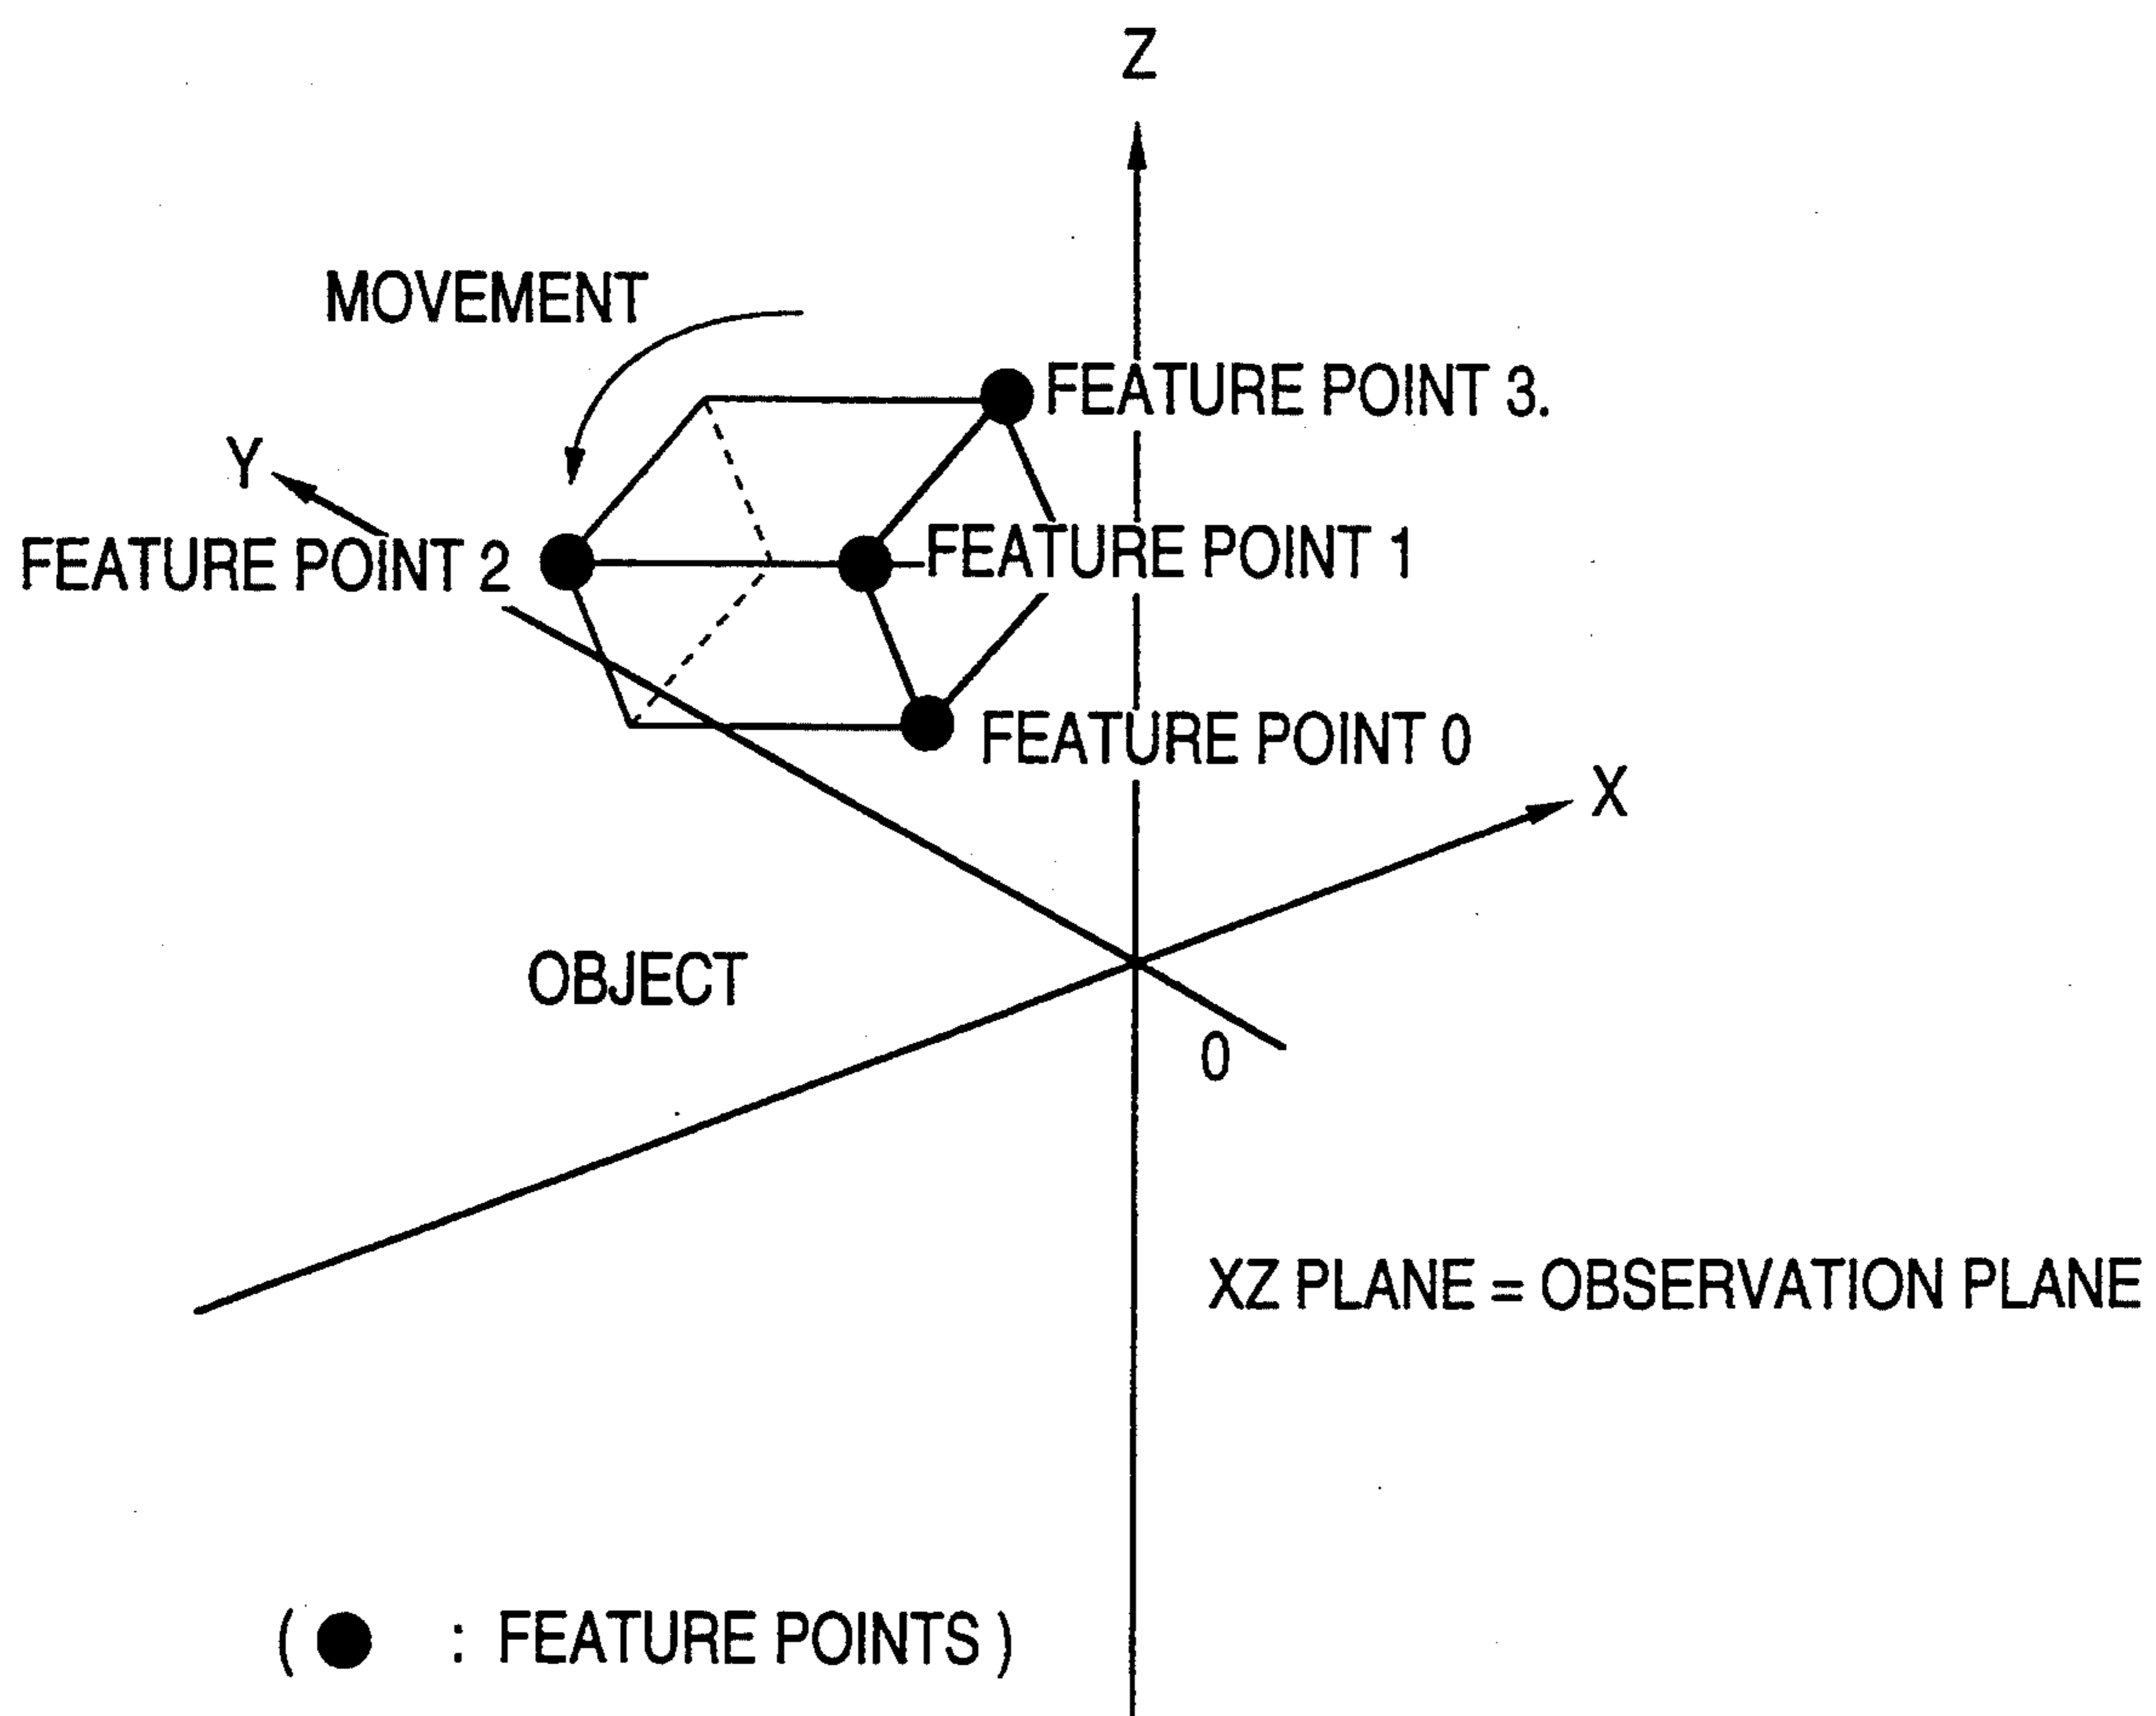 Z
MOVEMENT
FEATURE POINT 3.
Y
FEATURE POINT 2
FEATURE POINT 1
FEATURE POINT 0
X
OBJECT
0
XZ PLANE = OBSERVATION PLANE
( : FEATURE POINTS )